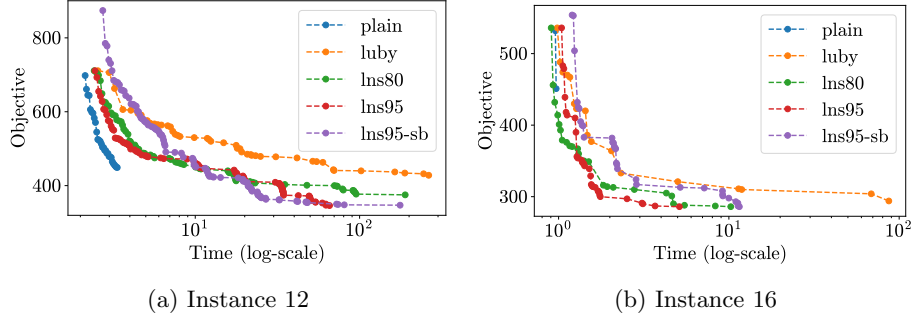 800
600
400
Objective
10^1
10^2
Time (log-scale)
plain
luby
lns80
lns95
lns95-sb
(a) Instance 12
500
400
300
Objective
10^0
10^1
10^2
Time (log-scale)
plain
luby
lns80
lns95
lns95-sb
(b) Instance 16